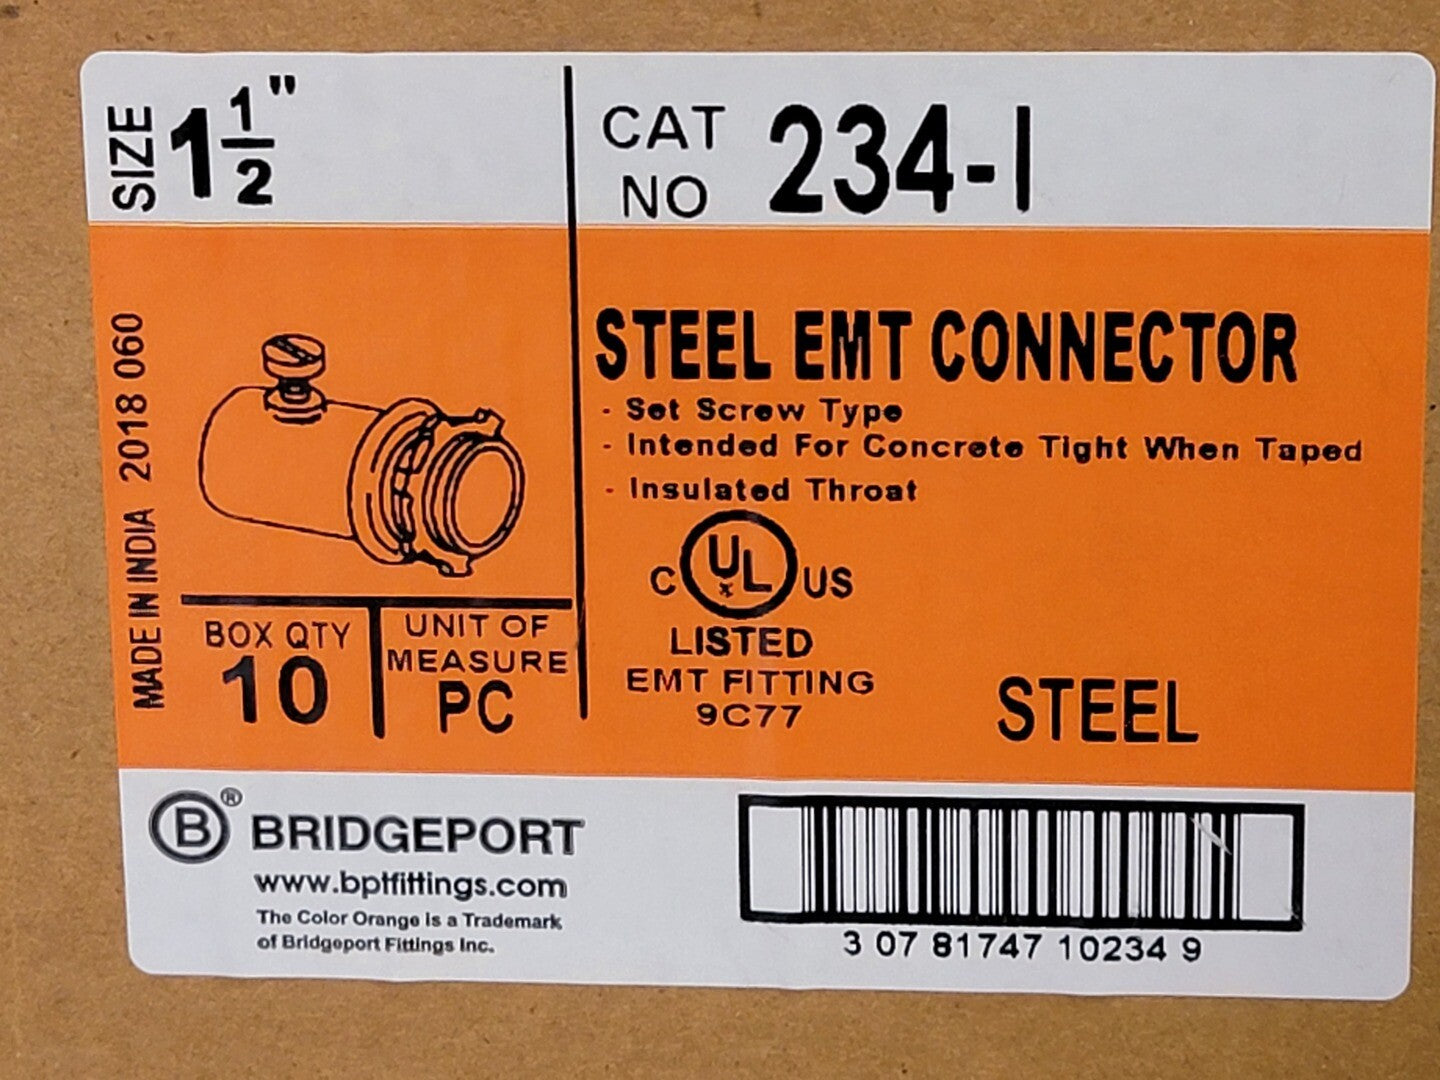 SIZE 1 1/2"
CAT NO 234-I
MADE IN INDIA 2018 060
STEEL EMT CONNECTOR
- Set Screw Type
- Intended For Concrete Tight When Taped
- Insulated Throat
C UL US
LISTED
EMT FITTING
9C77
STEEL
BOX QTY
10
UNIT OF
MEASURE
PC
B® BRIDGEPORT
www.bptfittings.com
The Color Orange is a Trademark
of Bridgeport Fittings Inc.
3 07 81747 10234 9